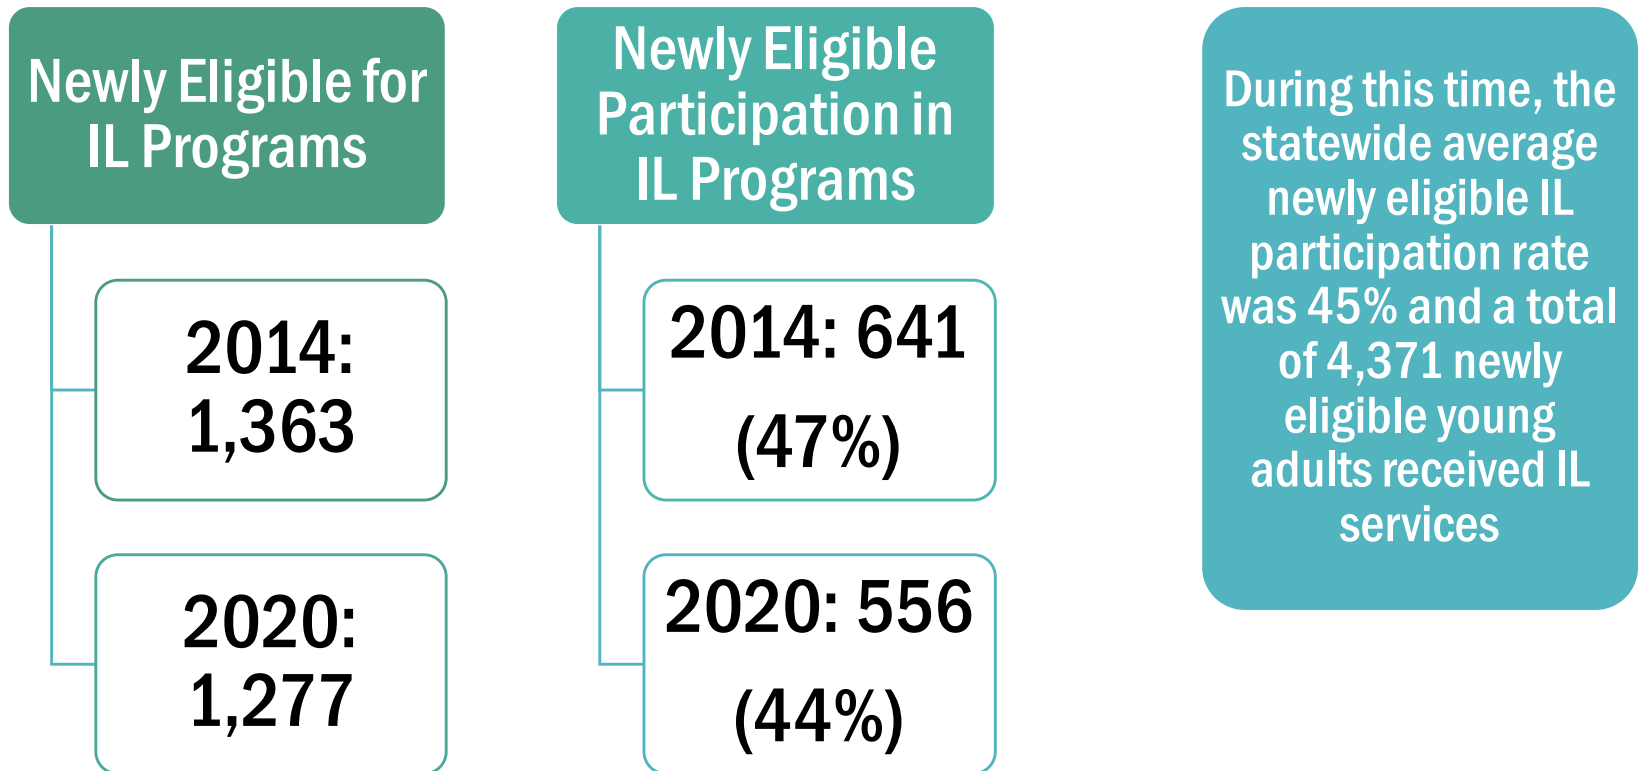 Newly Eligible for
IL Programs
2014:
1,363
2020:
1,277
Newly Eligible
Participation in
IL Programs
2014: 641
(47%)
2020: 556
(44%)
During this time, the
statewide average
newly eligible IL
participation rate
was 45% and a total
of 4,371 newly
eligible young
adults received IL
services